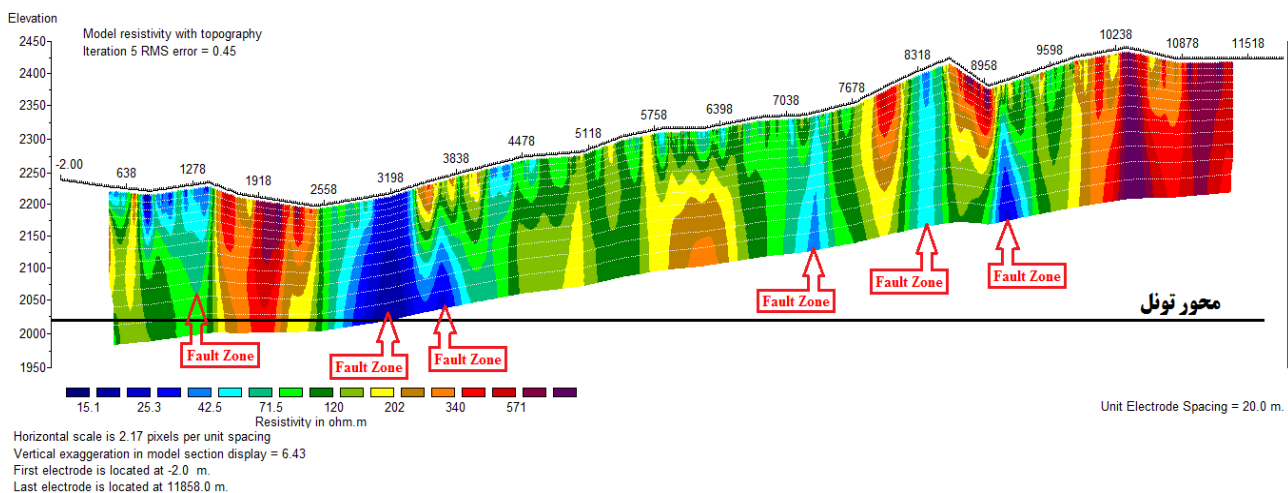 Elevation
Model resistivity with topography
Iteration 5 RMS error = 0.45
2450
2400
2350
2300
2250
2200
2150
2100
2050
2000
1950
-2.00 638 1278 1918 2558 3198 3838 4478 5118 5758 6398 7038 7678 8318 8958 9598 10238 10878 11518
Fault Zone
Fault Zone
Fault Zone
Fault Zone
Fault Zone
Fault Zone
محور تونل
15.1 25.3 42.5 71.5 120 202 340 571
Resistivity in ohm.m
Unit Electrode Spacing = 20.0 m.
Horizontal scale is 2.17 pixels per unit spacing
Vertical exaggeration in model section display = 6.43
First electrode is located at -2.0 m.
Last electrode is located at 11858.0 m.